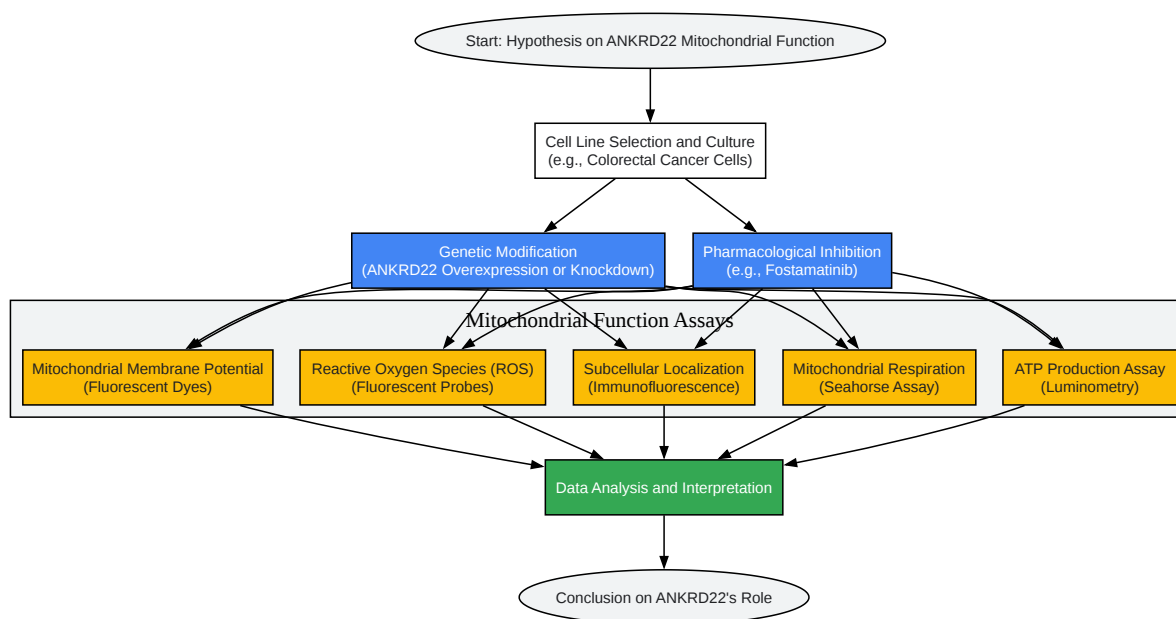 Start: Hypothesis on ANKRD22 Mitochondrial Function
Cell Line Selection and Culture
(e.g., Colorectal Cancer Cells)
Genetic Modification
(ANKRD22 Overexpression or Knockdown)
Pharmacological Inhibition
(e.g., Fostamatinib)
Mitochondrial Function Assays
Mitochondrial Membrane Potential
(Fluorescent Dyes)
Reactive Oxygen Species (ROS)
(Fluorescent Probes)
Subcellular Localization
(Immunofluorescence)
Mitochondrial Respiration
(Seahorse Assay)
ATP Production Assay
(Luminometry)
Data Analysis and Interpretation
Conclusion on ANKRD22's Role